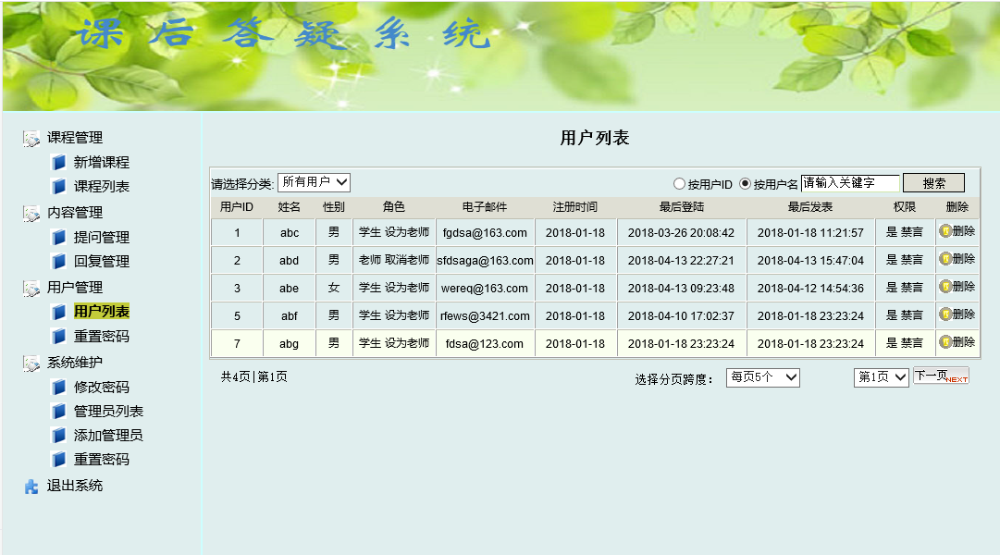 课后答疑系统
课程管理
新增课程
课程列表
内容管理
提问管理
回复管理
用户管理
用户列表
重置密码
系统维护
修改密码
管理员列表
添加管理员
重置密码
退出系统
用户列表
请选择分类: 所有用户 按用户ID 按用户名 请输入关键字 搜索
用户ID 姓名 性别 角色 电子邮件 注册时间 最后登陆 最后发表 权限 删除
1 abc 男 学生 设为老师 fgdsa@163.com 2018-01-18 2018-03-26 20:08:42 2018-01-18 11:21:57 是 禁言 删除
2 abd 男 老师 取消老师 sfdsaga@163.com 2018-01-18 2018-04-13 22:27:21 2018-04-13 15:47:04 是 禁言 删除
3 abe 女 学生 设为老师 wereq@163.com 2018-01-18 2018-04-13 09:23:48 2018-04-12 14:54:36 是 禁言 删除
5 abf 男 学生 设为老师 rfews@3421.com 2018-01-18 2018-04-10 17:02:37 2018-01-18 23:23:24 是 禁言 删除
7 abg 男 学生 设为老师 fdsa@123.com 2018-01-18 2018-01-18 23:23:24 2018-01-18 23:23:24 是 禁言 删除
共4页|第1页 选择分页跨度： 每页5个 第1页 下一页NEXT